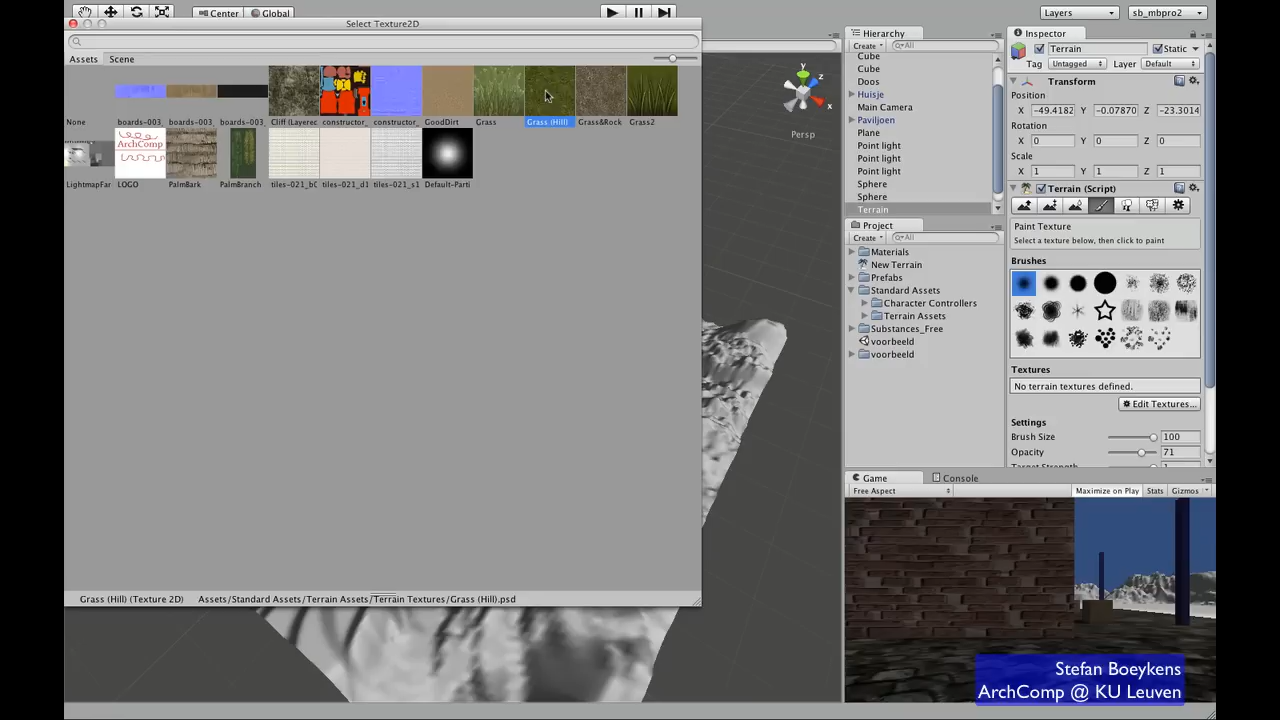 Center
Global
Layers
sb_mbpro2
Select Texture2D
Assets
Scene
None
boards-003_
boards-003_
boards-003_
Cliff (Layerec
constructor_
constructor_
GoodDirt
Grass
Grass (Hill)
Grass&Rock
Grass2
LightmapFar
LOGO
PalmBark
PalmBranch
tiles-021_bC
tiles-021_d1
tiles-021_s1
Default-Parti
ArchComp
Grass (Hill) (Texture 2D)
Assets/Standard Assets/Terrain Assets/Terrain Textures/Grass (Hill).psd
y
z
x
Persp
Hierarchy
Create
All
Cube
Cube
Doos
Huisje
Main Camera
Paviljoen
Plane
Point light
Point light
Point light
Sphere
Sphere
Terrain
Project
Create
All
Materials
New Terrain
Prefabs
Standard Assets
Character Controllers
Terrain Assets
Substances_Free
voorbeeld
voorbeeld
Inspector
Terrain
Static
Tag Untagged Layer Default
Transform
Position
X -49.4182 Y -0.07870 Z -23.3014
Rotation
X 0 Y 0 Z 0
Scale
X 1 Y 1 Z 1
Terrain (Script)
Paint Texture
Select a texture below, then click to paint
Brushes
Textures
No terrain textures defined.
Edit Textures...
Settings
Brush Size 100
Opacity 71
Target Strength 1
Game
Console
Free Aspect
Maximize on Play
Stats
Gizmos
Stefan Boeykens
ArchComp @ KU Leuven